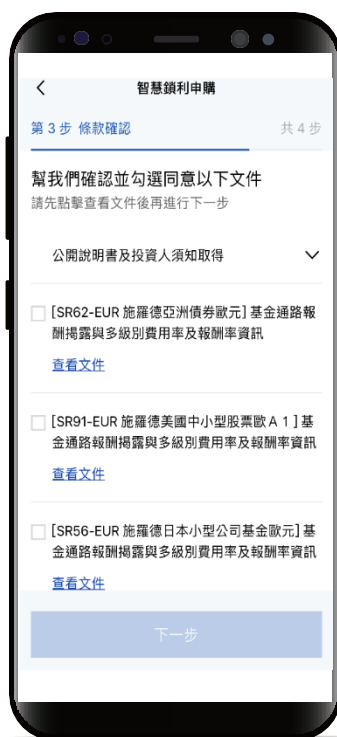 智慧鎖利申購
第 3 步 條款確認
共 4 步
幫我們確認並勾選同意以下文件
請先點擊查看文件後再進行下一步
公開說明書及投資人須知取得
[SR62-EUR 施羅德亞洲債券歐元] 基金通路報
酬揭露與多級別費用率及報酬率資訊
查看文件
[SR91-EUR 施羅德美國中小型股票歐Ａ１] 基
金通路報酬揭露與多級別費用率及報酬率資訊
查看文件
[SR56-EUR 施羅德日本小型公司基金歐元] 基
金通路報酬揭露與多級別費用率及報酬率資訊
查看文件
下一步